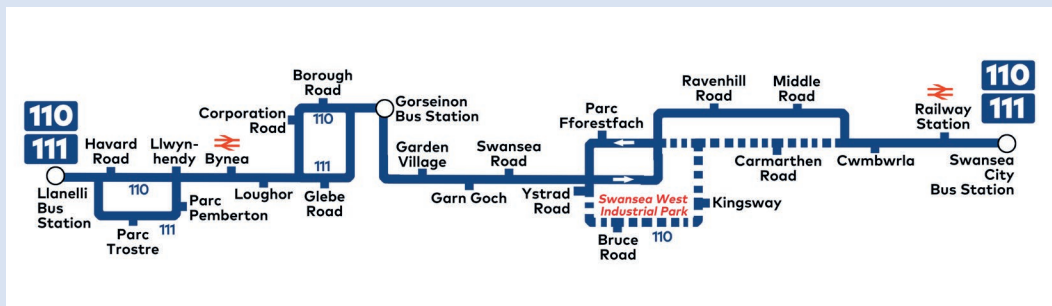 110
111
Llanelli
Bus
Station
Havard
Road
110
Parc
Trostre
111
Llwyn-
hendy
Parc
Pemberton
Bynea
Loughor
Corporation
Road
Borough
Road
110
111
Glebe
Road
Gorseinon
Bus Station
Garden
Village
Garn Goch
Swansea
Road
Ystrad
Road
Parc
Fforestfach
Swansea West
Industrial Park
Bruce
Road
110
Kingsway
Ravenhill
Road
Middle
Road
Carmarthen
Road
Cwmbwrla
Railway
Station
110
111
Swansea
City
Bus Station